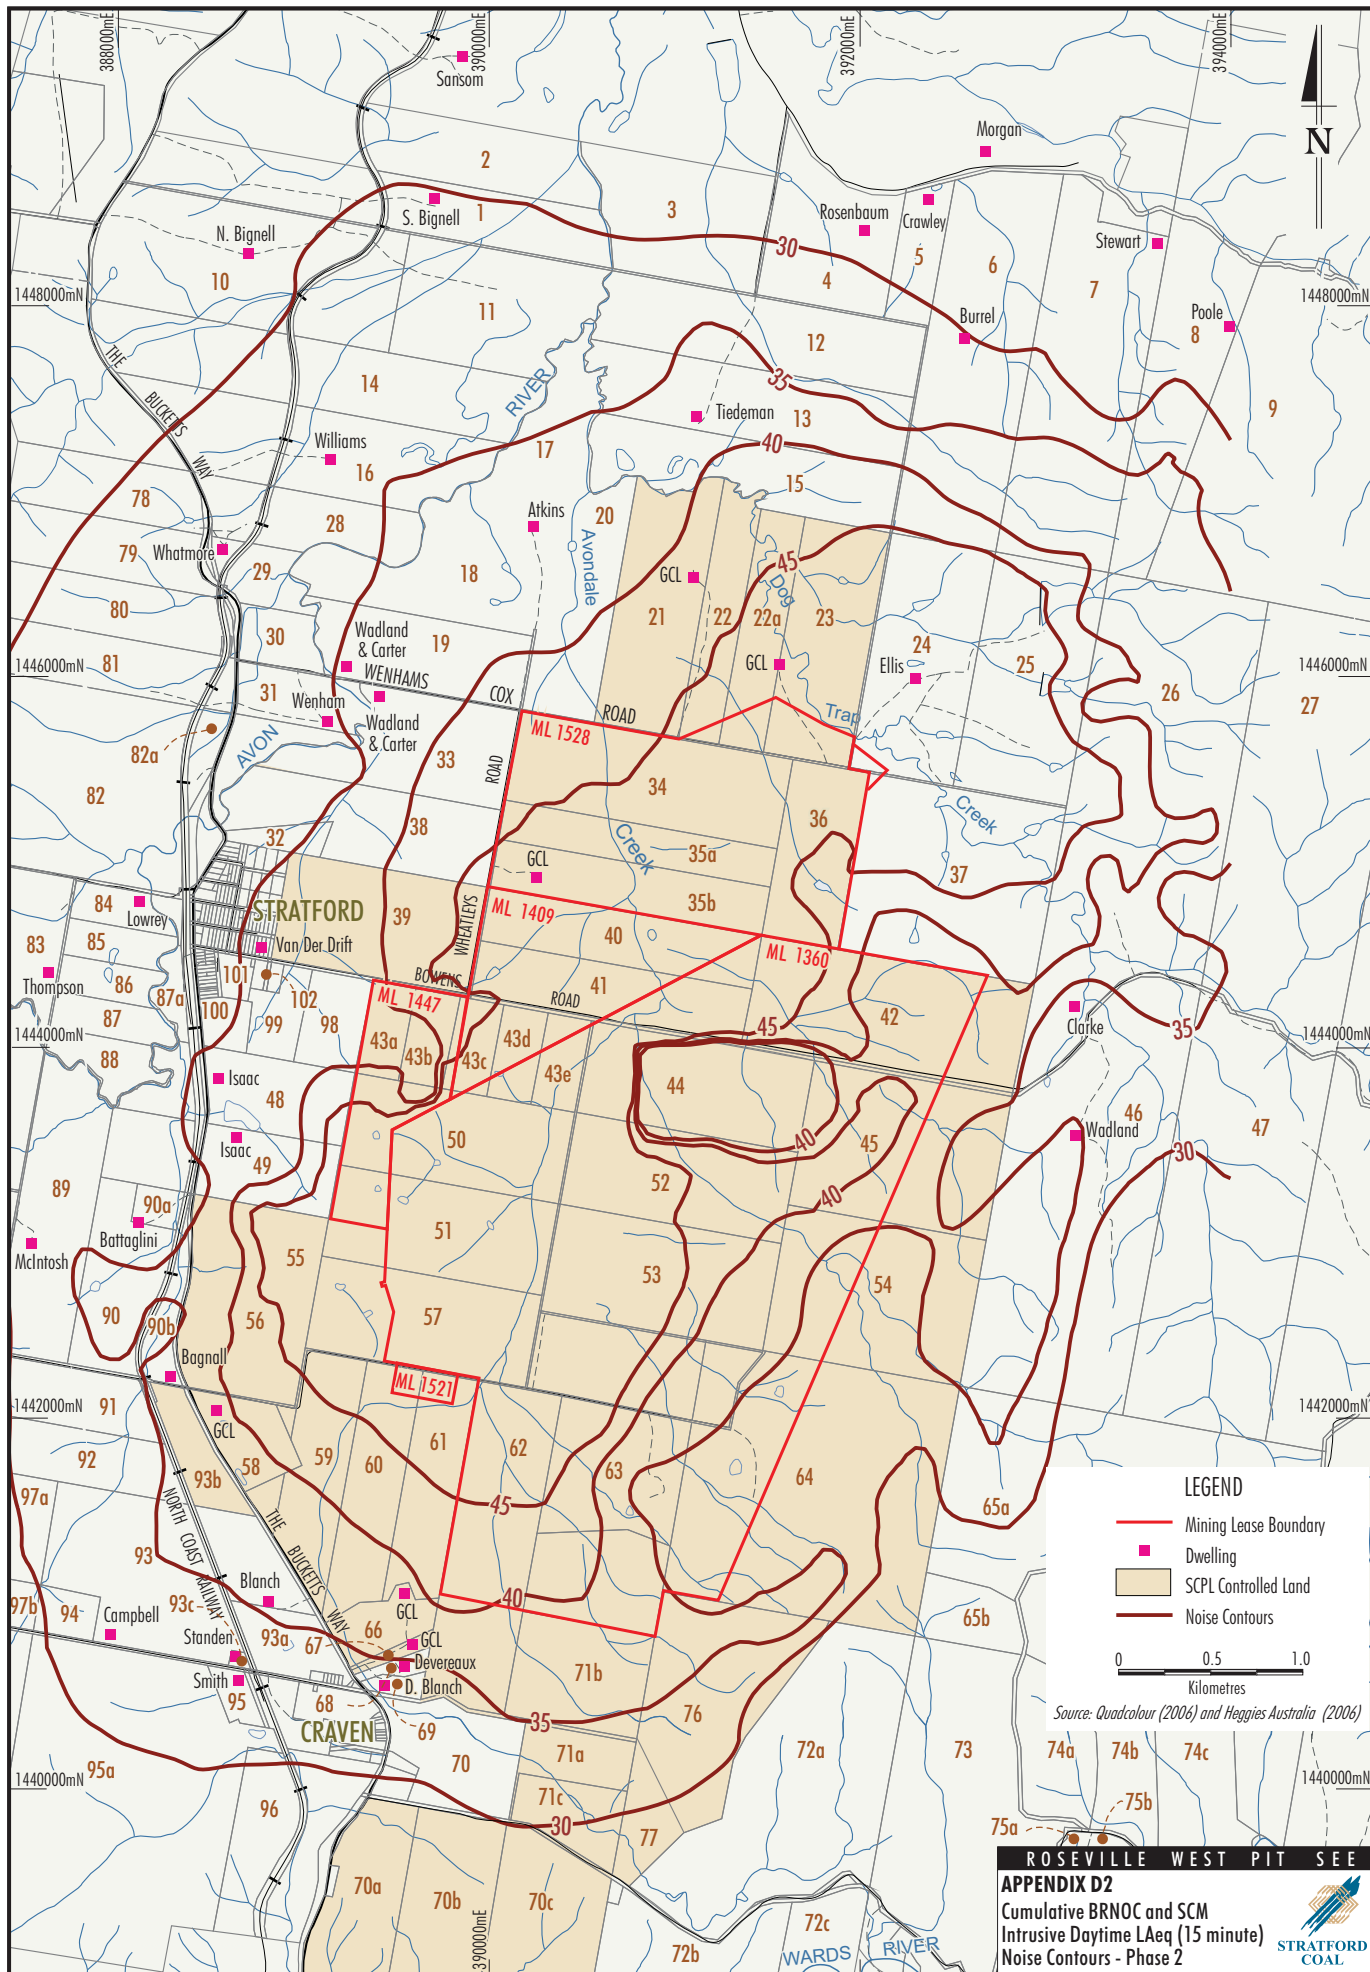 388000mE
390000mE
392000mE
394000mE
Sansom
N
Morgan
2
1
3
S. Bignell
Rosenbaum
Crawley
5
N. Bignell
30
6
Stewart
10
4
7
1448000mN
1448000mN
11
Burrel
Poole
8
12
THE
BUCKETTS
WAY
14
RIVER
35
9
Tiedeman
13
Williams
17
40
16
15
78
28
Atkins
20
Whatmore
79
29
Avondale
45
18
GCL
Dog
80
21
22
22a
23
30
19
Wadland
& Carter
24
81
GCL
Ellis
25
1446000mN
1446000mN
WENHAMS
COX
ROAD
26
31
Wenham
27
Wadland
& Carter
Trap
ML 1528
82a
AVON
33
ROAD
34
82
Creek
36
38
32
Creek
35a
GCL
37
84
Lowrey
STRATFORD
39
WHEATLEYS
ML 1409
35b
83
85
40
Van Der Drift
ML 1360
Thompson
86
101
BOWENS
41
87a
102
ML 1447
ROAD
87
100
99
98
42
Clarke
35
1444000mN
1444000mN
88
43a
43b
43c
43d
45
43e
Isaac
44
48
46
50
40
45
Wadland
47
Isaac
49
30
89
52
40
90a
Battaglini
51
McIntosh
55
53
54
90
90b
56
57
Bagnall
ML 1521
91
1442000mN
1442000mN
GCL
61
62
92
59
60
58
63
64
93b
97a
45
65a
NORTH COAST RAILWAY
THE
BUCKETTS
WAY
93
40
Blanch
97b
94
Campbell
93c
GCL
65b
Standen
93a
67
66
GCL
Devereaux
71b
Smith
D. Blanch
95
68
76
CRAVEN
69
35
72a
73
74a
74b
74c
71a
70
1440000mN
95a
1440000mN
71c
96
30
75b
75a
77
70a
70b
70c
390000mE
72c
72b
WARDS
RIVER
LEGEND
Mining Lease Boundary
Dwelling
SCPL Controlled Land
Noise Contours
0 0.5 1.0
Kilometres
Source: Quadcolour (2006) and Heggies Australia (2006)
ROSEVILLE WEST PIT SEE
APPENDIX D2
Cumulative BRNOC and SCM
Intrusive Daytime LAeq (15 minute)
Noise Contours - Phase 2
STRATFORD
COAL